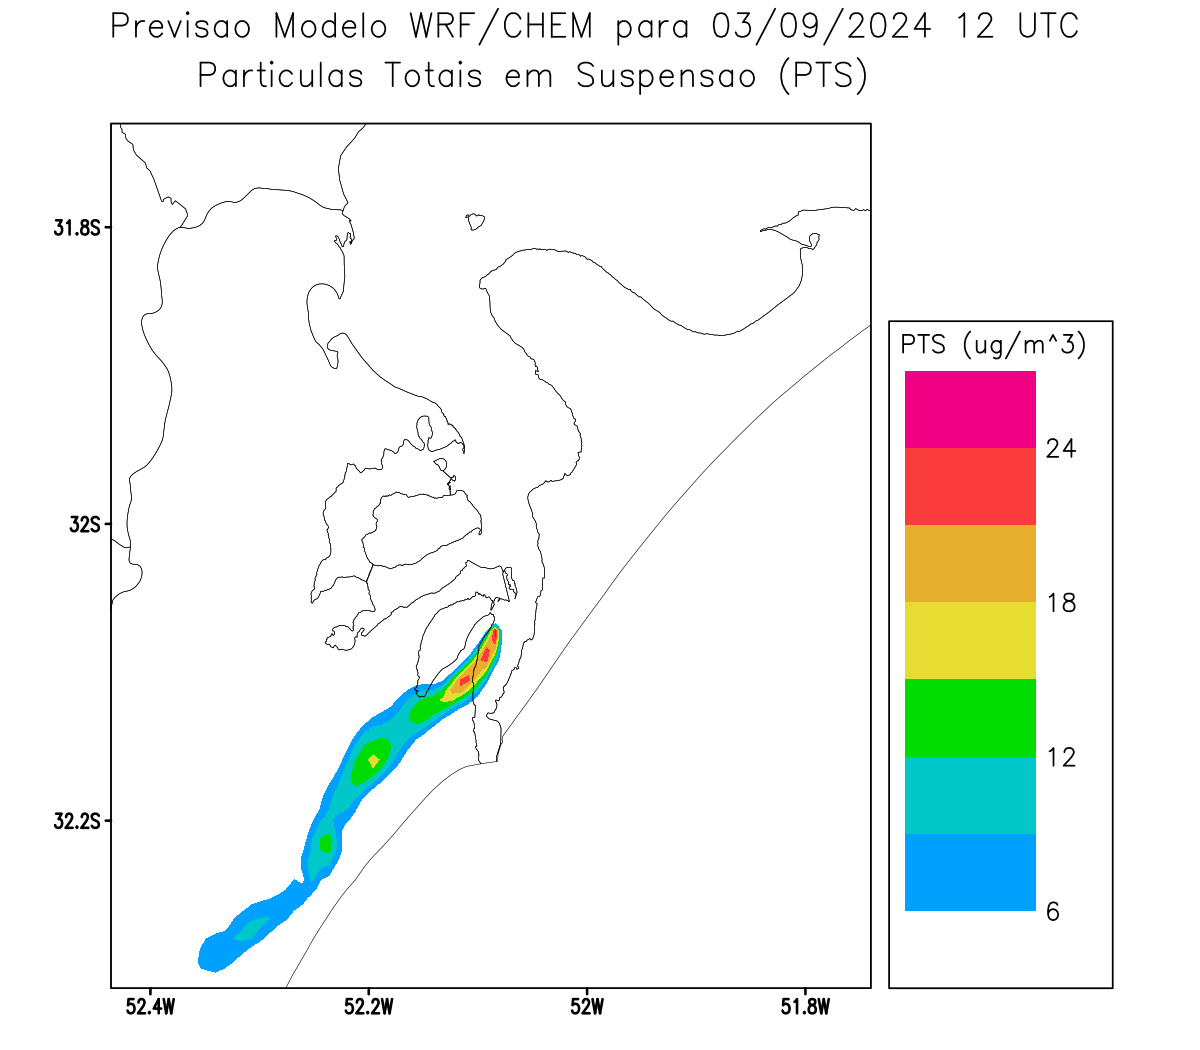 Previsao Modelo WRF/CHEM para 03/09/2024 12 UTC
Particulas Totais em Suspensao (PTS)
31.8S
32S
32.2S
52.4W
52.2W
52W
51.8W
PTS (ug/m^3)
24
18
12
6